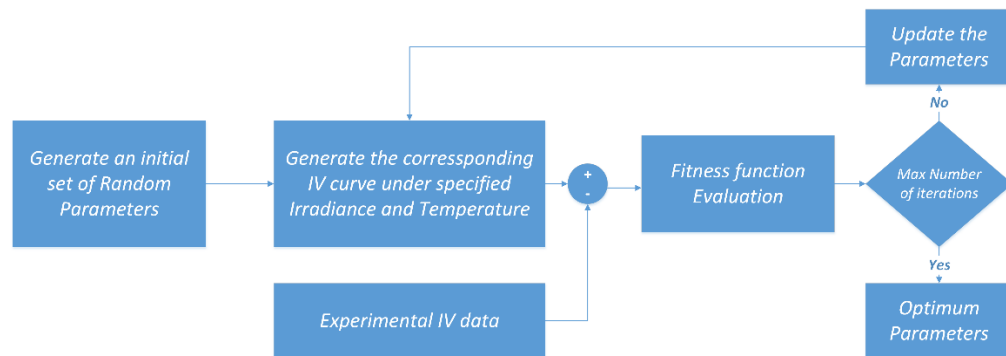 Generate an initial
set of Random
Parameters
Generate the corressponding
IV curve under specified
Irradiance and Temperature
Experimental IV data
+
-
Fitness function
Evaluation
Max Number
of iterations
No
Update the
Parameters
Yes
Optimum
Parameters